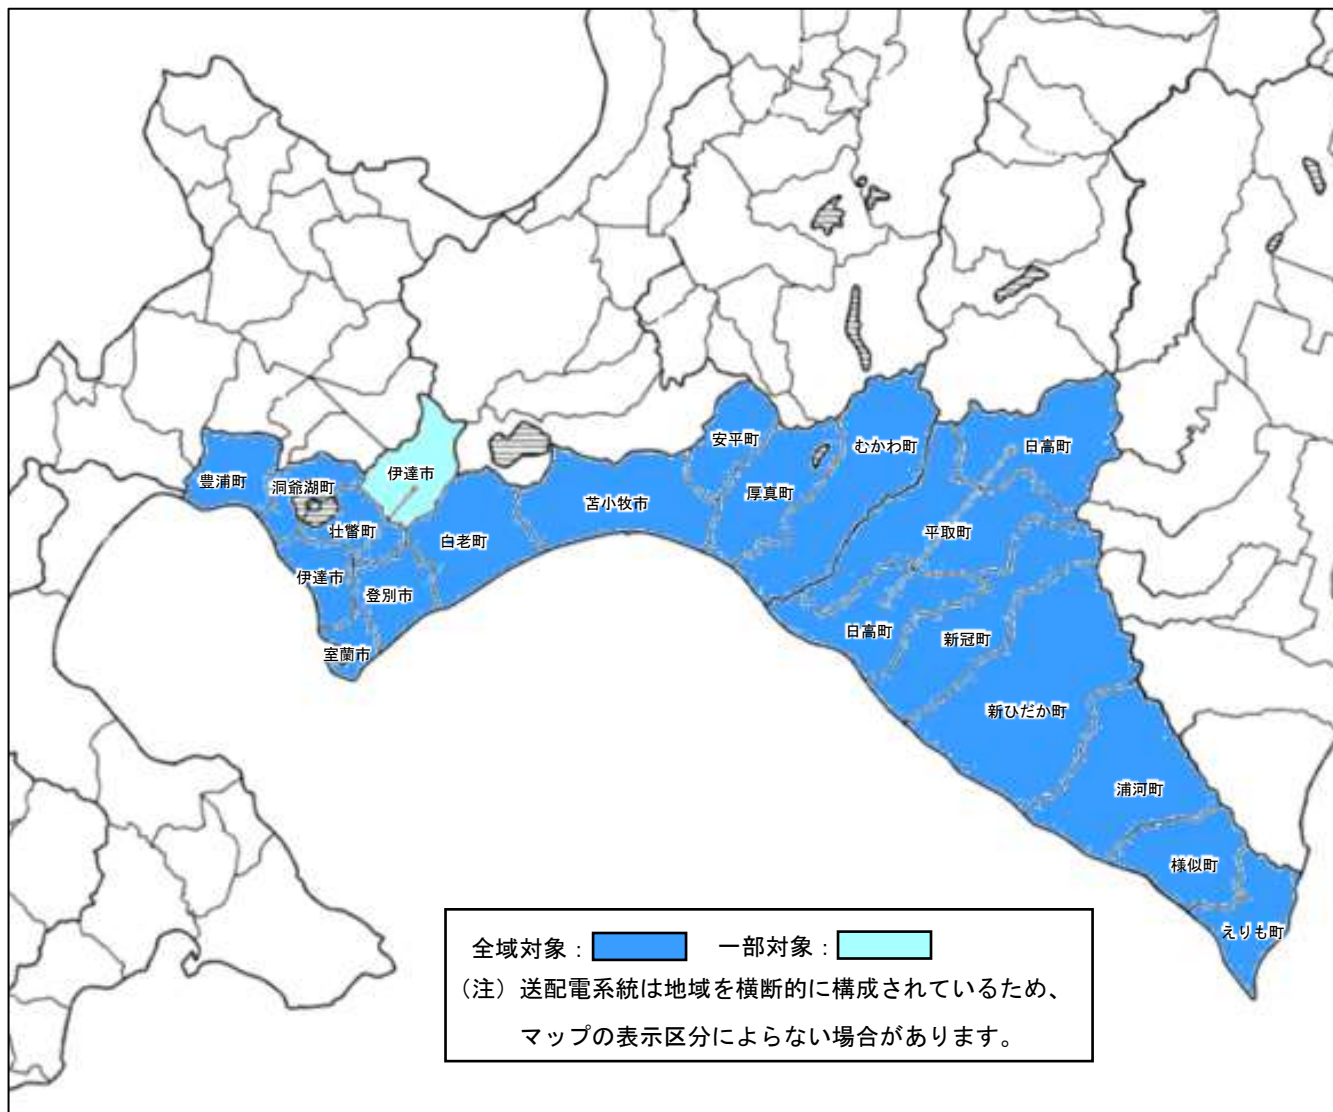 日高町
安平町
むかわ町
伊達市
豊浦町
洞爺湖町
厚真町
苫小牧市
壮瞥町
平取町
白老町
伊達市
登別市
日高町
新冠町
室蘭市
新ひだか町
浦河町
様似町
えりも町
全域対象： 一部対象：
（注）送配電系統は地域を横断的に構成されているため、
マップの表示区分によらない場合があります。